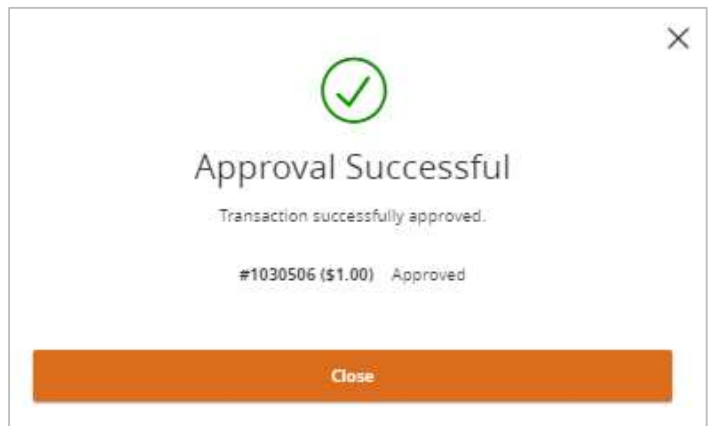 Approval Successful
Transaction successfully approved.
#1030506 ($1.00) Approved
Close